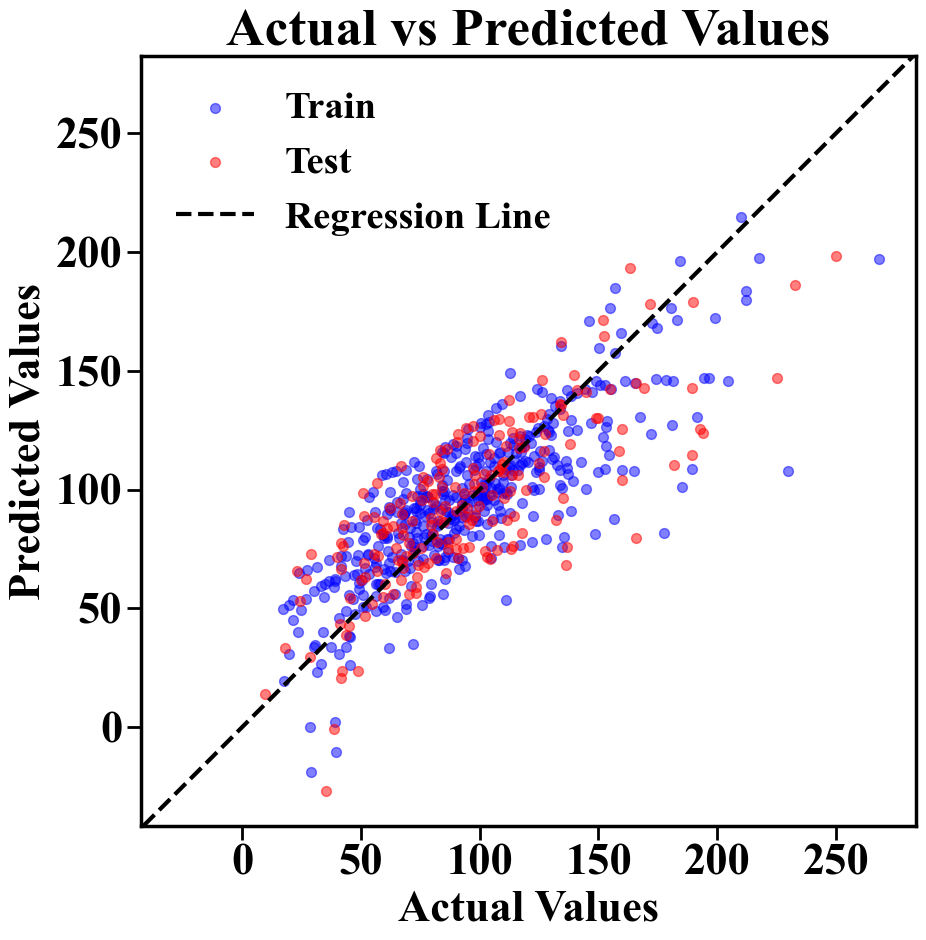 Actual vs Predicted Values
Train
Test
Regression Line
Predicted Values
250
200
150
100
50
0
0 50 100 150 200 250
Actual Values